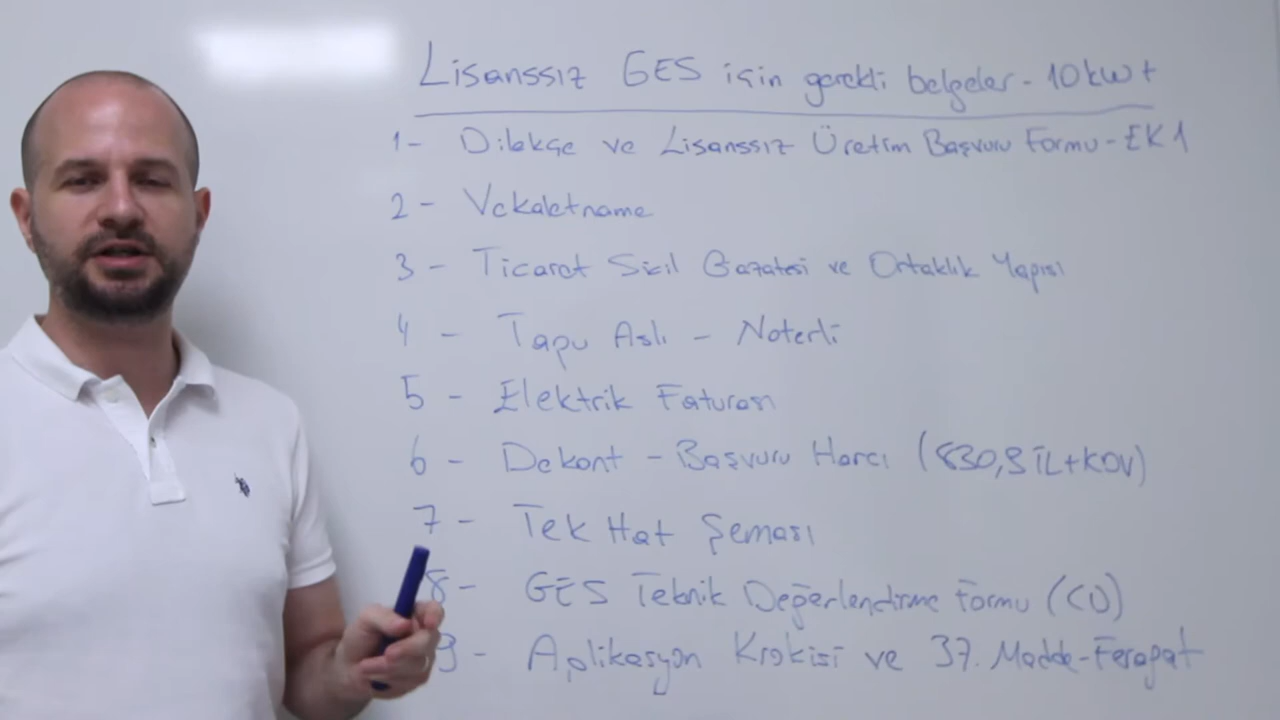 Lisanssız GES için gerekli belgeler - 10kW+
1- Dilekçe ve Lisanssız Üretim Başvuru Formu - EK 1
2- Vekaletname
3- Ticaret Sicil Gazatesi ve Ortaklık Yapısı
4- Tapu Aslı - Noterli
5- Elektrik Faturası
6- Dekont - Başvuru Harcı (830,3 TL+KDV)
7- Tek Hat Şeması
8- GES Teknik Değerlendirme Formu (CD)
9- Aplikasyon Krokisi ve 37. Madde-Feragat